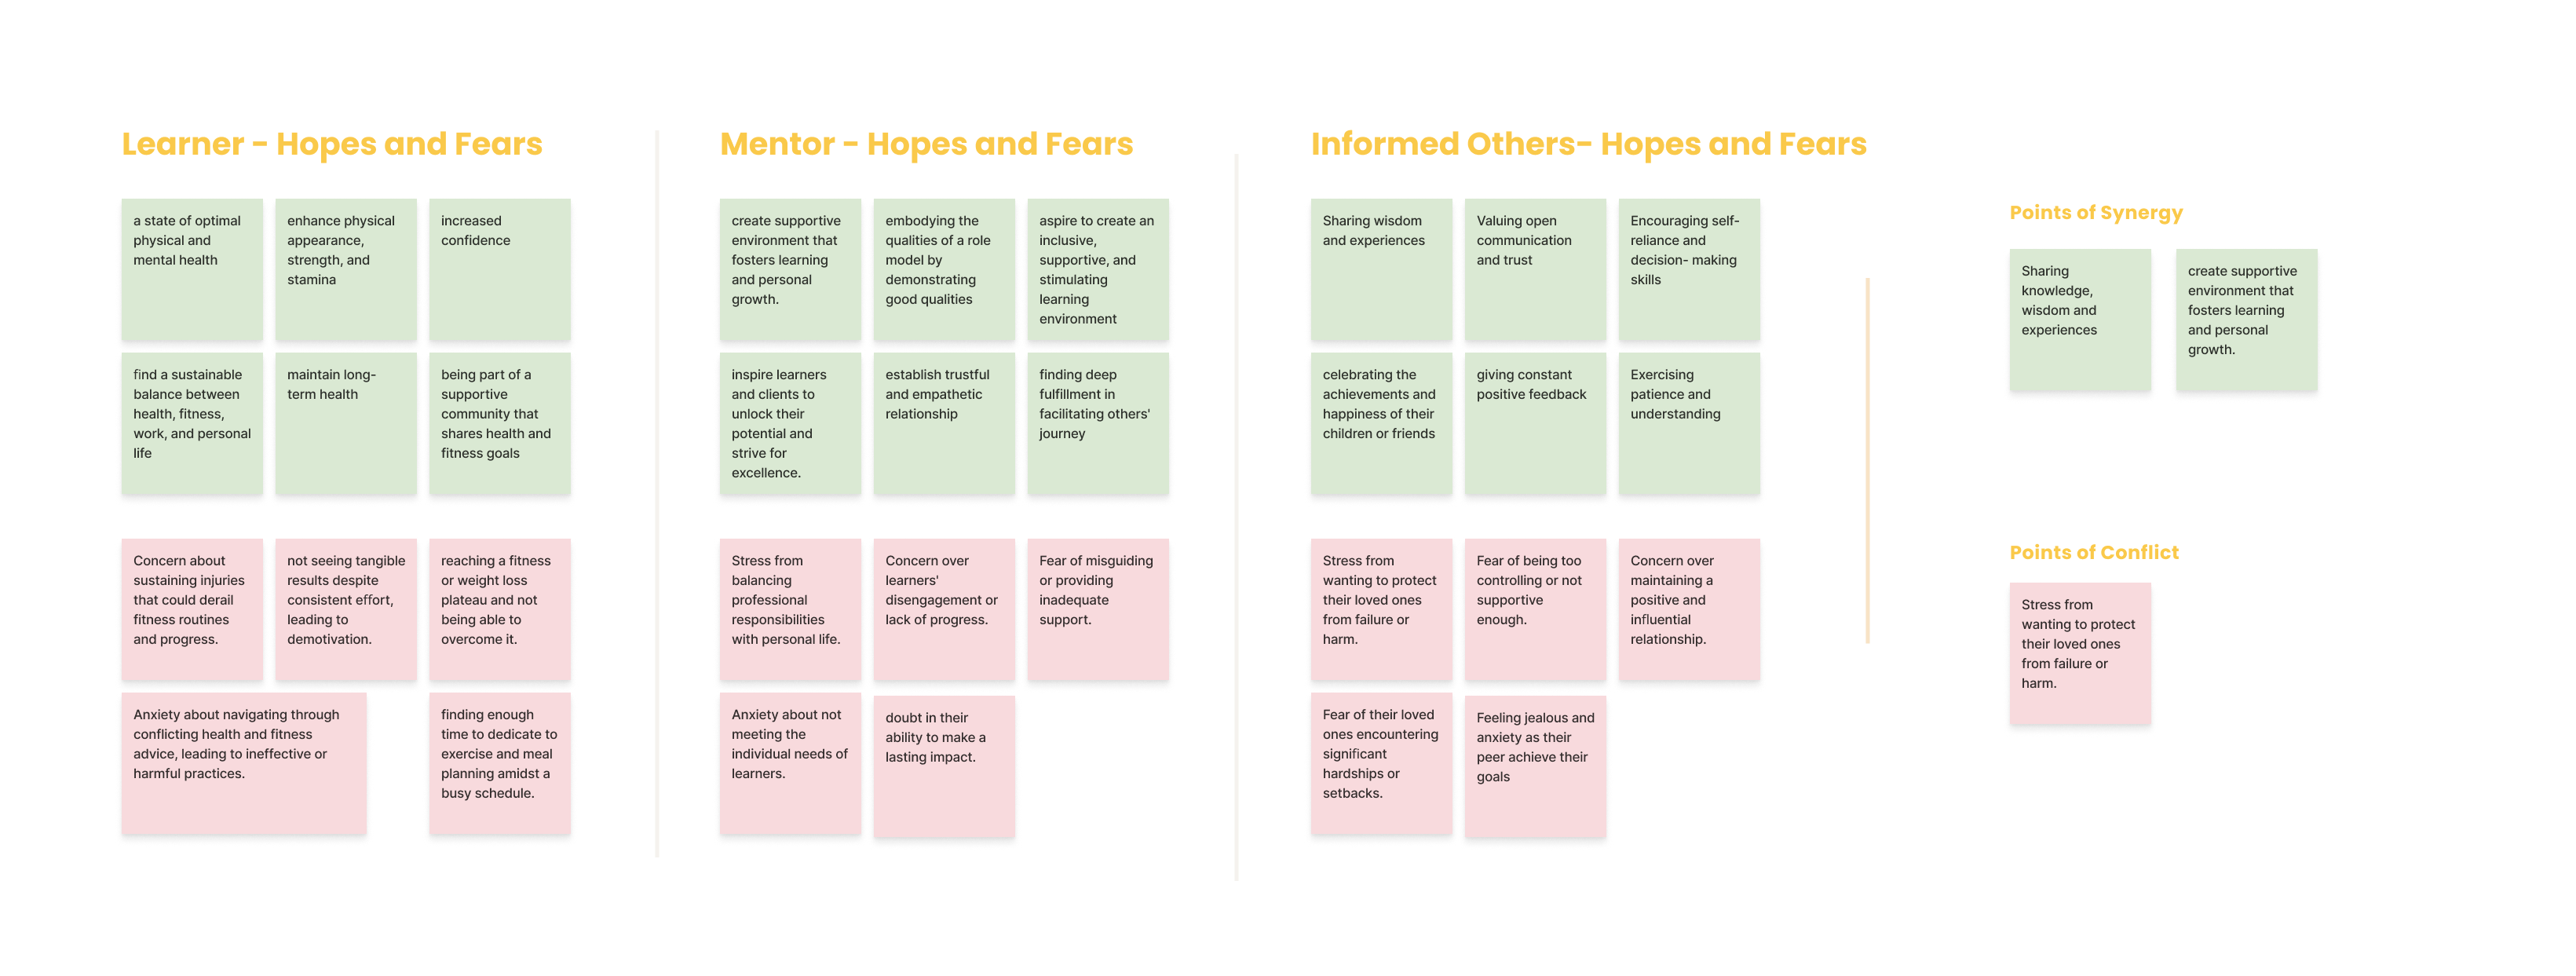 Learner - Hopes and Fears
a state of optimal
physical and
mental health
enhance physical
appearance,
strength, and
stamina
increased
confidence
find a sustainable
balance between
health, fitness,
work, and personal
life
maintain long-
term health
being part of a
supportive
community that
shares health and
fitness goals
Concern about
sustaining injuries
that could derail
fitness routines
and progress.
not seeing tangible
results despite
consistent effort,
leading to
demotivation.
reaching a fitness
or weight loss
plateau and not
being able to
overcome it.
Anxiety about navigating through
conflicting health and fitness
advice, leading to ineffective or
harmful practices.
finding enough
time to dedicate to
exercise and meal
planning amidst a
busy schedule.
Mentor - Hopes and Fears
create supportive
environment that
fosters learning
and personal
growth.
embodying the
qualities of a role
model by
demonstrating
good qualities
aspire to create an
inclusive,
supportive, and
stimulating
learning
environment
inspire learners
and clients to
unlock their
potential and
strive for
excellence.
establish trustful
and empathetic
relationship
finding deep
fulfillment in
facilitating others'
journey
Stress from
balancing
professional
responsibilities
with personal life.
Concern over
learners'
disengagement or
lack of progress.
Fear of misguiding
or providing
inadequate
support.
Anxiety about not
meeting the
individual needs of
learners.
doubt in their
ability to make a
lasting impact.
Informed Others- Hopes and Fears
Sharing wisdom
and experiences
Valuing open
communication
and trust
Encouraging self-
reliance and
decision- making
skills
celebrating the
achievements and
happiness of their
children or friends
giving constant
positive feedback
Exercising
patience and
understanding
Stress from
wanting to protect
their loved ones
from failure or
harm.
Fear of being too
controlling or not
supportive
enough.
Concern over
maintaining a
positive and
influential
relationship.
Fear of their loved
ones encountering
significant
hardships or
setbacks.
Feeling jealous and
anxiety as their
peer achieve their
goals
Points of Synergy
Sharing
knowledge,
wisdom and
experiences
create supportive
environment that
fosters learning
and personal
growth.
Points of Conflict
Stress from
wanting to protect
their loved ones
from failure or
harm.